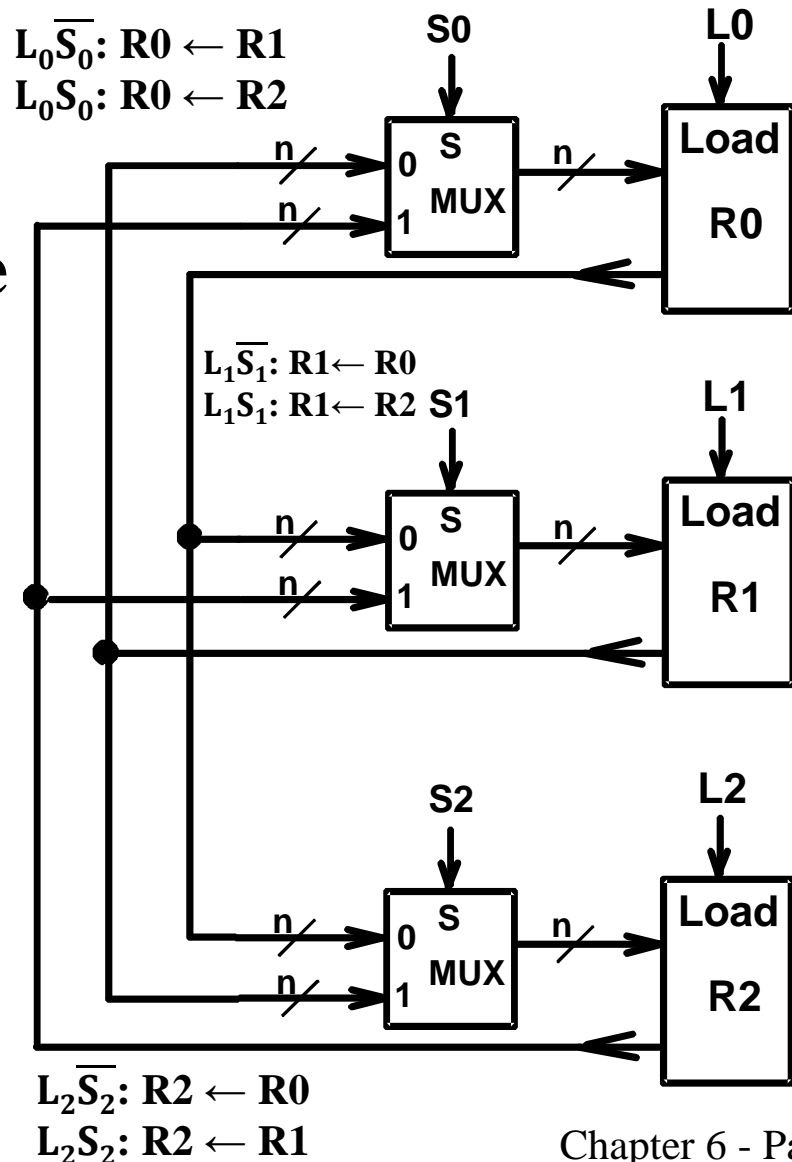 S0
L0
L₀S̅₀: R0 ← R1
L₀S₀: R0 ← R2
n
0
S
MUX
1
n
n
Load
R0
e
L₁S̅₁: R1← R0
L₁S₁: R1← R2
S1
L1
n
0
S
MUX
1
n
n
Load
R1
S2
L2
n
0
S
MUX
1
n
n
Load
R2
L₂S̅₂: R2 ← R0
L₂S₂: R2 ← R1
Chapter 6 - Pa